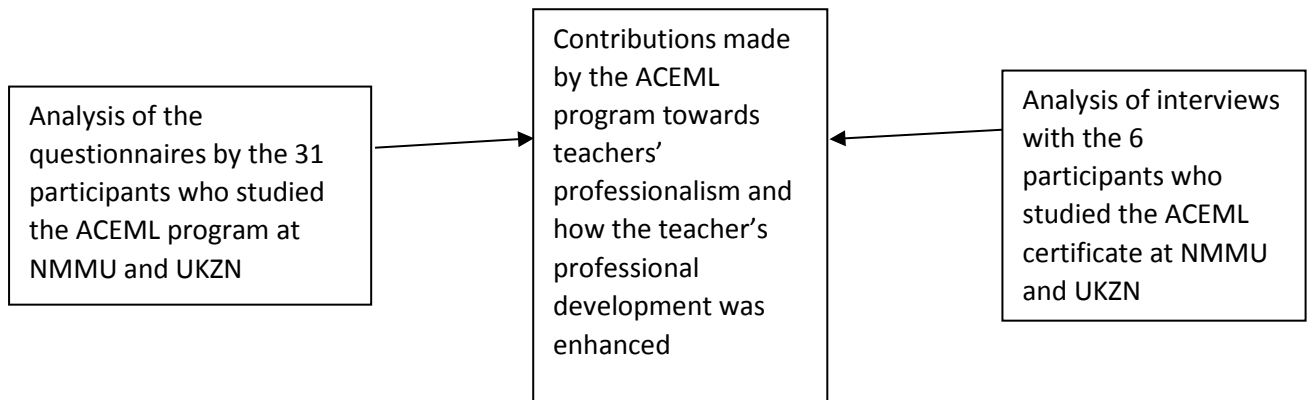 Analysis of the
questionnaires by the 31
participants who studied
the ACEML program at
NMMU and UKZN
Contributions made
by the ACEML
program towards
teachers’
professionalism and
how the teacher’s
professional
development was
enhanced
Analysis of interviews
with the 6
participants who
studied the ACEML
certificate at NMMU
and UKZN